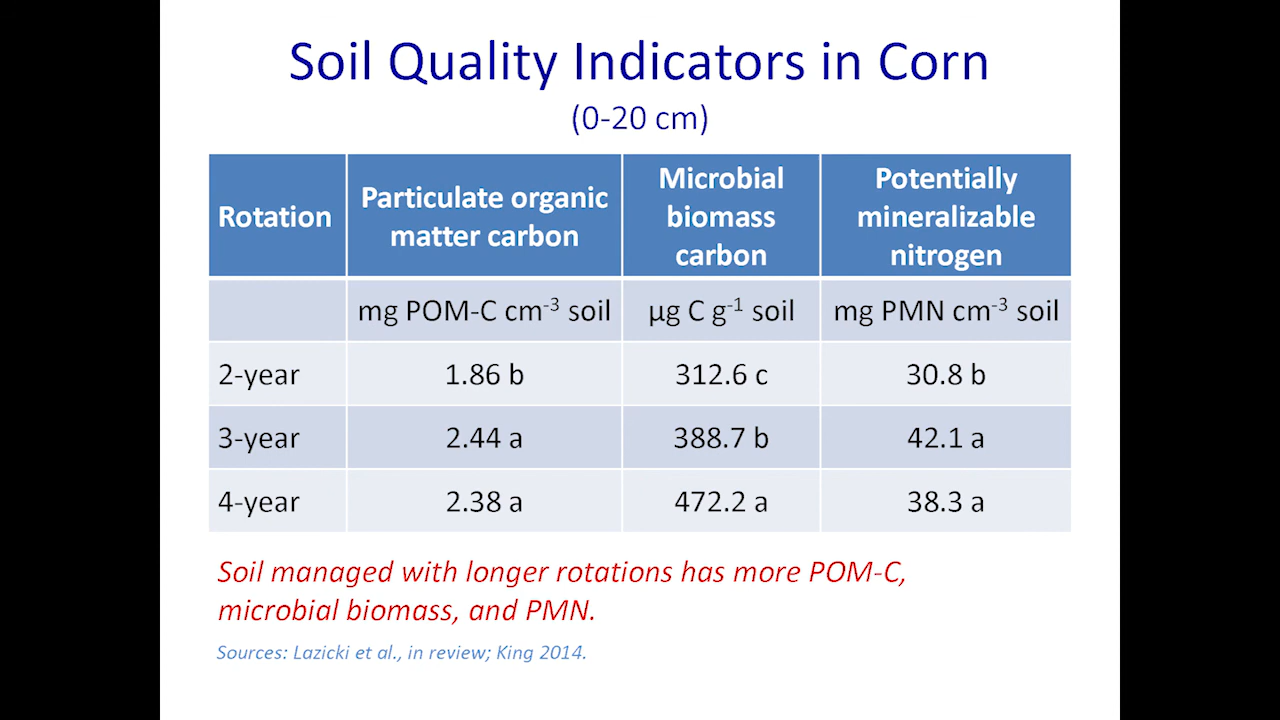 Soil Quality Indicators in Corn
(0-20 cm)
Rotation
Particulate organic
matter carbon
Microbial
biomass
carbon
Potentially
mineralizable
nitrogen
mg POM-C cm⁻³ soil
µg C g⁻¹ soil
mg PMN cm⁻³ soil
2-year
1.86 b
312.6 c
30.8 b
3-year
2.44 a
388.7 b
42.1 a
4-year
2.38 a
472.2 a
38.3 a
Soil managed with longer rotations has more POM-C,
microbial biomass, and PMN.
Sources: Lazicki et al., in review; King 2014.